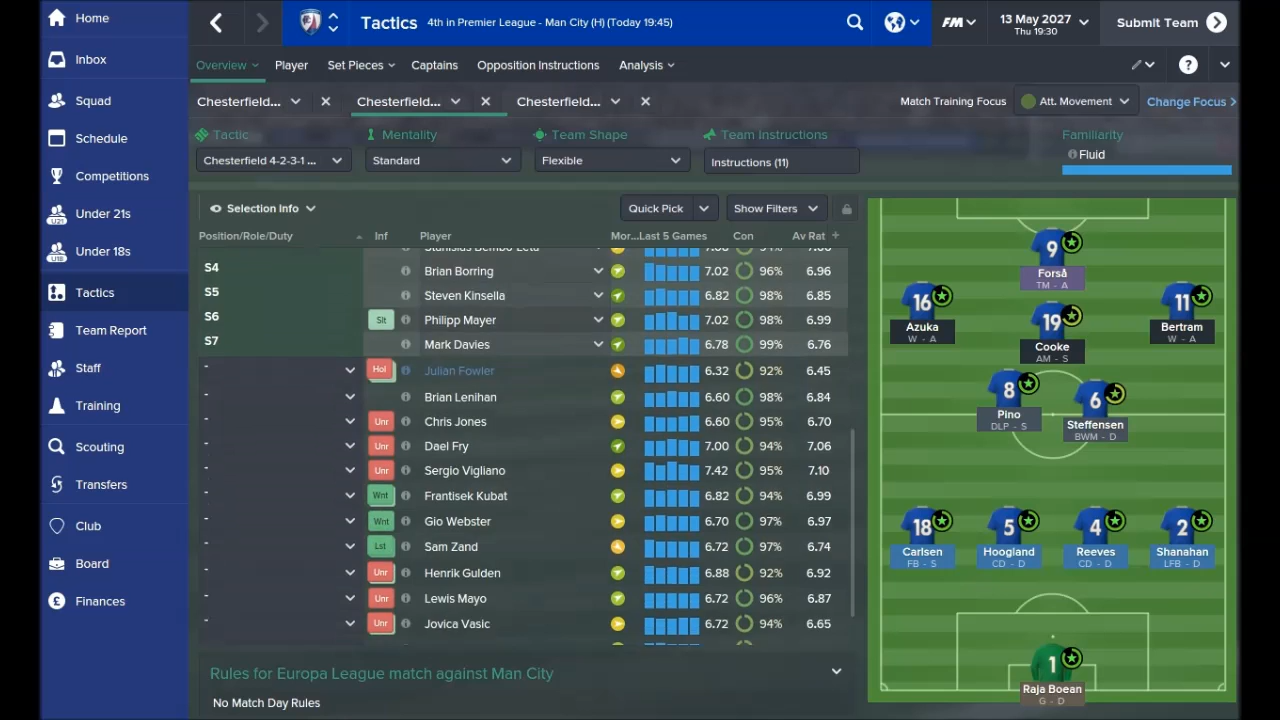 Home
Inbox
Squad
Schedule
Competitions
U21
Under 21s
U18
Under 18s
Tactics
Team Report
Staff
Training
Scouting
Transfers
Club
Board
Finances
Tactics
4th in Premier League - Man City (H) (Today 19:45)
FM
13 May 2027
Thu 19:30
Submit Team
Overview
Player
Set Pieces
Captains
Opposition Instructions
Analysis
?
Chesterfield...
Chesterfield...
Chesterfield...
Match Training Focus
Att. Movement
Change Focus
Tactic
Mentality
Team Shape
Team Instructions
Familiarity
Chesterfield 4-2-3-1 ...
Standard
Flexible
Instructions (11)
Fluid
Selection Info
Quick Pick
Show Filters
Position/Role/Duty Inf Player Mor... Last 5 Games Con Av Rat
S4 Brian Borring 7.02 96% 6.96
S5 Steven Kinsella 6.82 98% 6.85
S6 Slt Philipp Mayer 7.02 98% 6.99
S7 Mark Davies 6.78 99% 6.76
- Hol Julian Fowler 6.32 92% 6.45
- Brian Lenihan 6.60 98% 6.84
- Unr Chris Jones 6.60 95% 6.70
- Unr Dael Fry 7.00 94% 7.06
- Unr Sergio Vigliano 7.42 95% 7.10
- Wnt Frantisek Kubat 6.82 94% 6.99
- Wnt Gio Webster 6.70 97% 6.97
- Lst Sam Zand 6.72 97% 6.74
- Unr Henrik Gulden 6.88 92% 6.92
- Unr Lewis Mayo 6.72 96% 6.87
- Unr Jovica Vasic 6.72 94% 6.65
Rules for Europa League match against Man City
No Match Day Rules
9
Forså
TM - A
16
Azuka
W - A
19
Cooke
AM - S
11
Bertram
W - A
8
Pino
DLP - S
6
Steffensen
BWM - D
18
Carlsen
FB - S
5
Hoogland
CD - D
4
Reeves
CD - D
2
Shanahan
LFB - D
1
Raja Boean
G - D